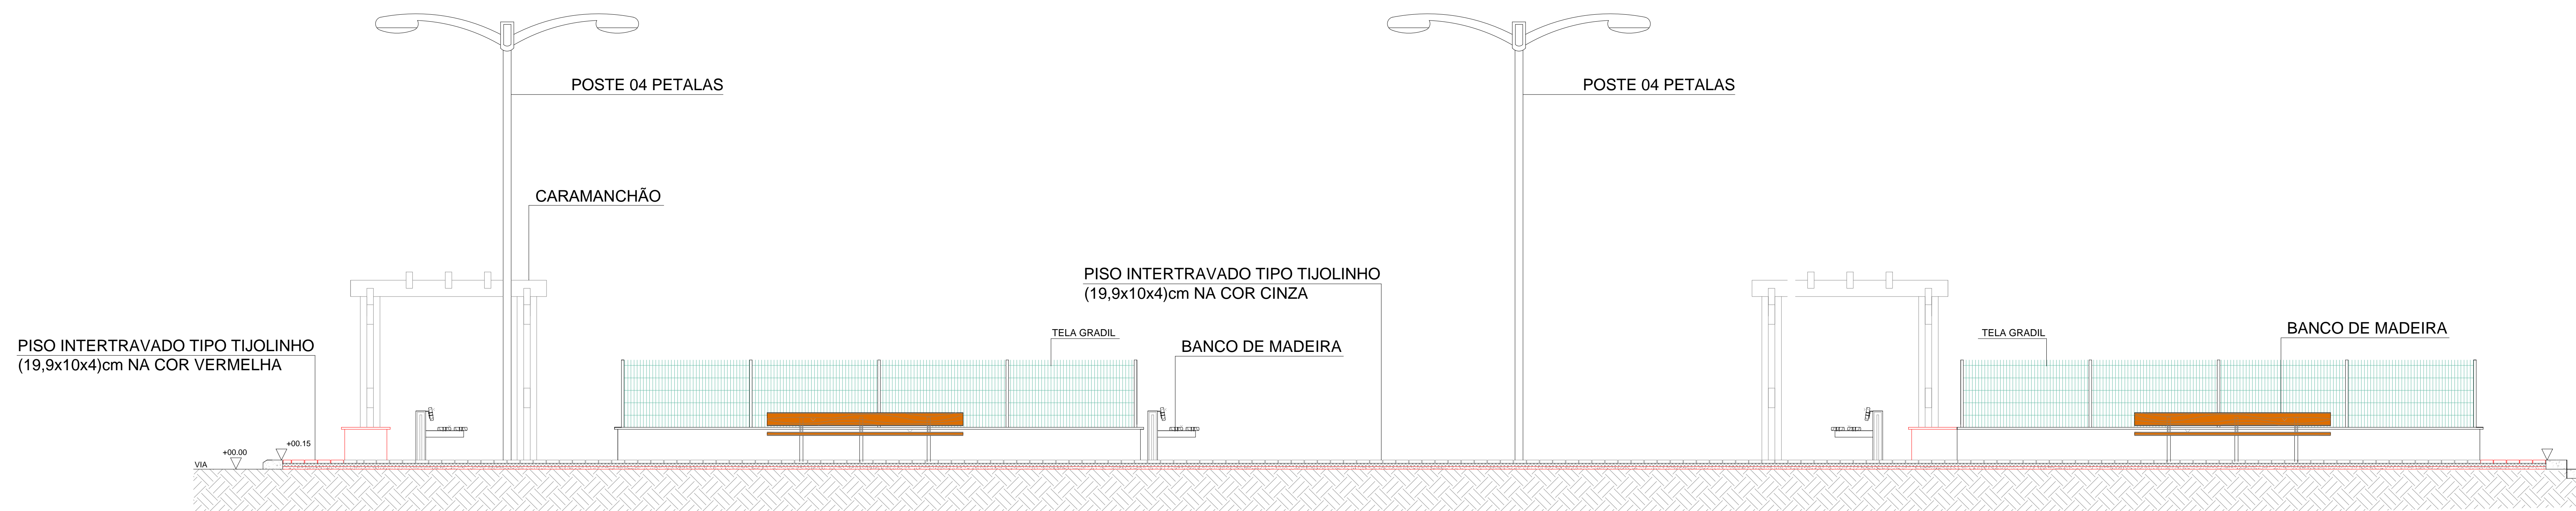 POSTE 04 PETALAS
POSTE 04 PETALAS
CARAMANCHÃO
PISO INTERTRAVADO TIPO TIJOLINHO
(19,9x10x4)cm NA COR CINZA
TELA GRADIL
BANCO DE MADEIRA
TELA GRADIL
BANCO DE MADEIRA
PISO INTERTRAVADO TIPO TIJOLINHO
(19,9x10x4)cm NA COR VERMELHA
+00.15
+00.00
VIA